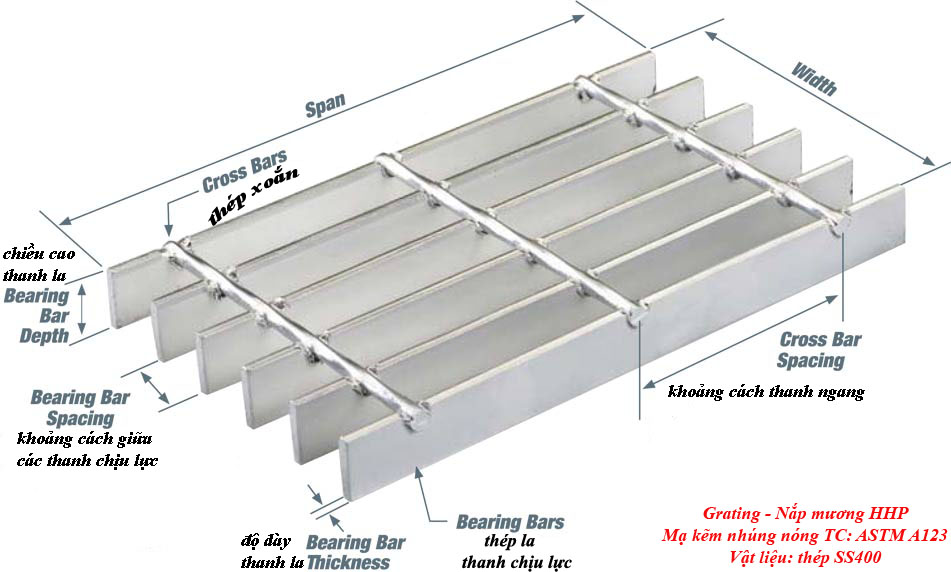 Span
Width
Cross Bars
thép xoắn
chiều cao
thanh la
Bearing
Bar
Depth
Bearing Bar
Spacing
khoảng cách giữa
các thanh chịu lực
Cross Bar
Spacing
khoảng cách thanh ngang
độ dày
thanh la
Bearing Bar
Thickness
Bearing Bars
thép la
thanh chịu lực
Grating - Nắp mương HHP
Mạ kẽm nhúng nóng TC: ASTM A123
Vật liệu: thép SS400